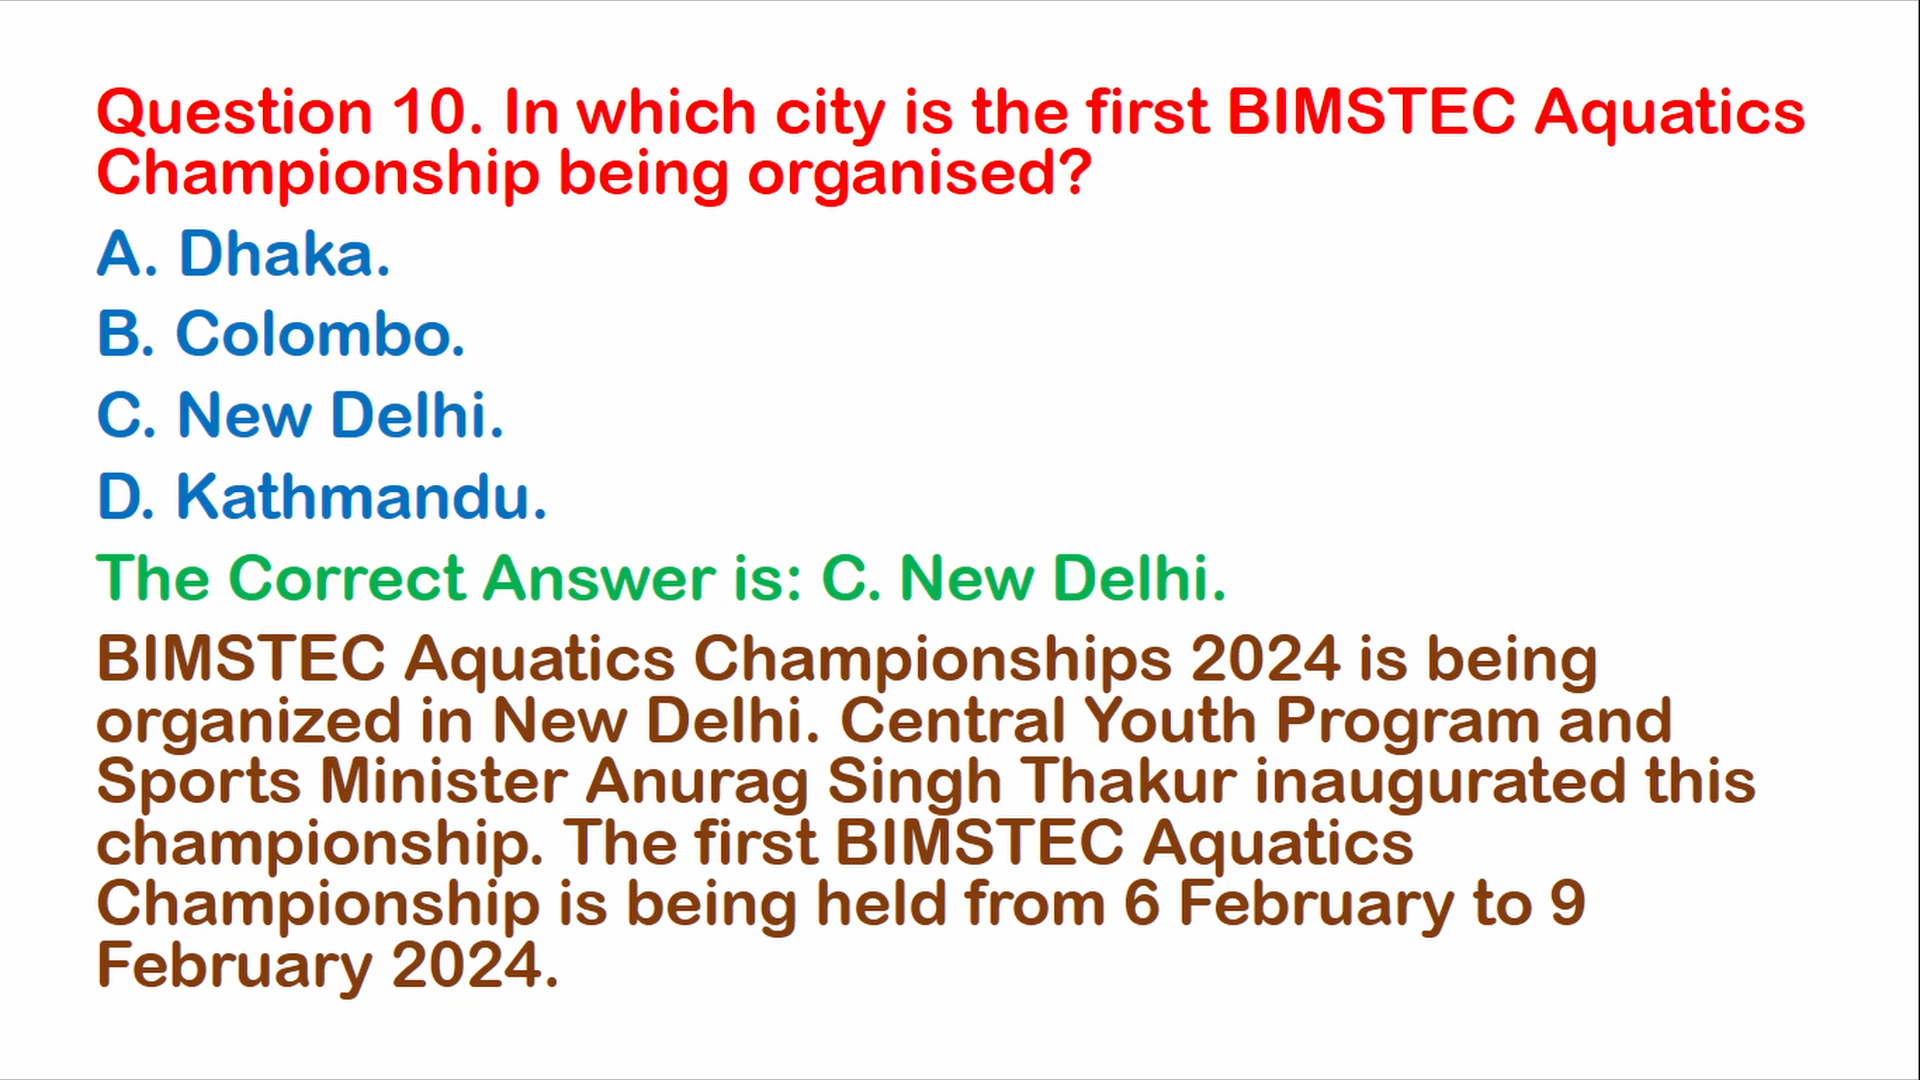 Question 10. In which city is the first BIMSTEC Aquatics
Championship being organised?
A. Dhaka.
B. Colombo.
C. New Delhi.
D. Kathmandu.
The Correct Answer is: C. New Delhi.
BIMSTEC Aquatics Championships 2024 is being
organized in New Delhi. Central Youth Program and
Sports Minister Anurag Singh Thakur inaugurated this
championship. The first BIMSTEC Aquatics
Championship is being held from 6 February to 9
February 2024.